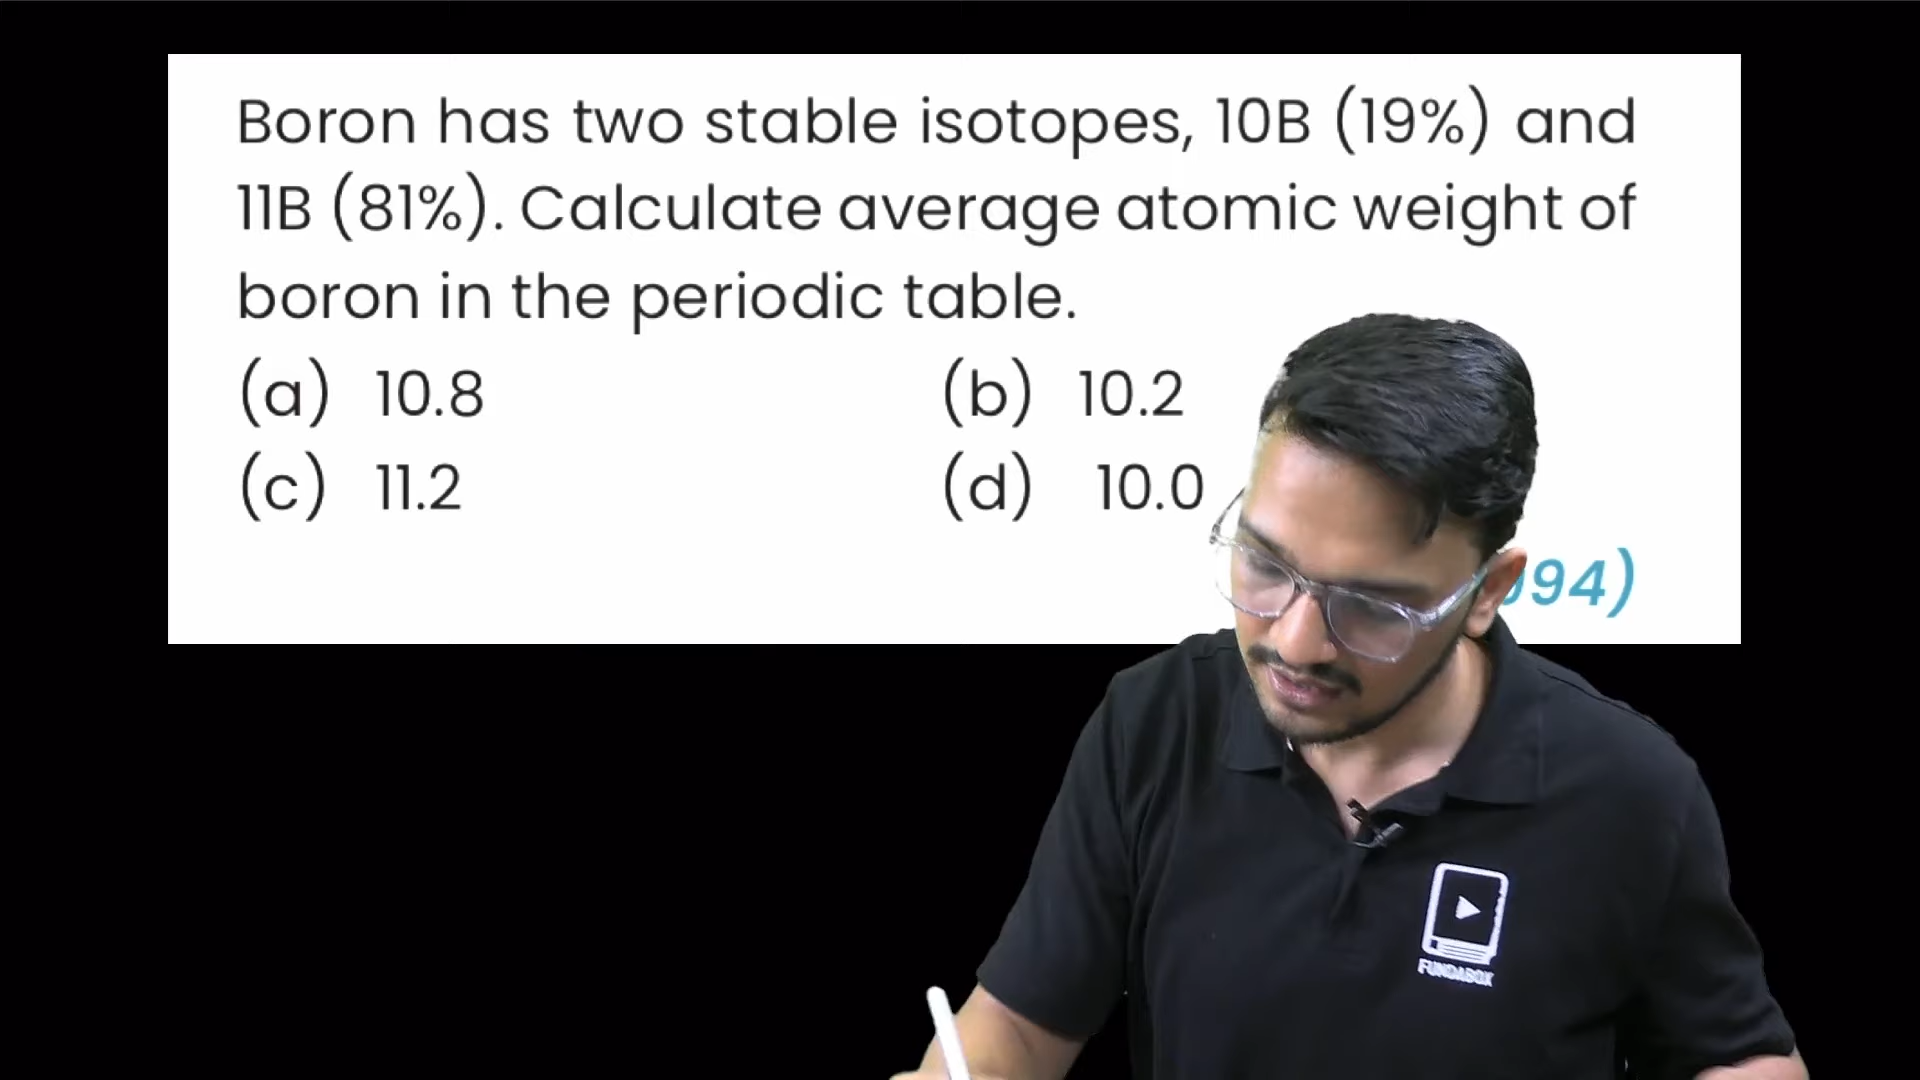 Boron has two stable isotopes, 10B (19%) and
11B (81%). Calculate average atomic weight of
boron in the periodic table.
(a) 10.8 (b) 10.2
(c) 11.2 (d) 10.0
94)
FUNDABOX